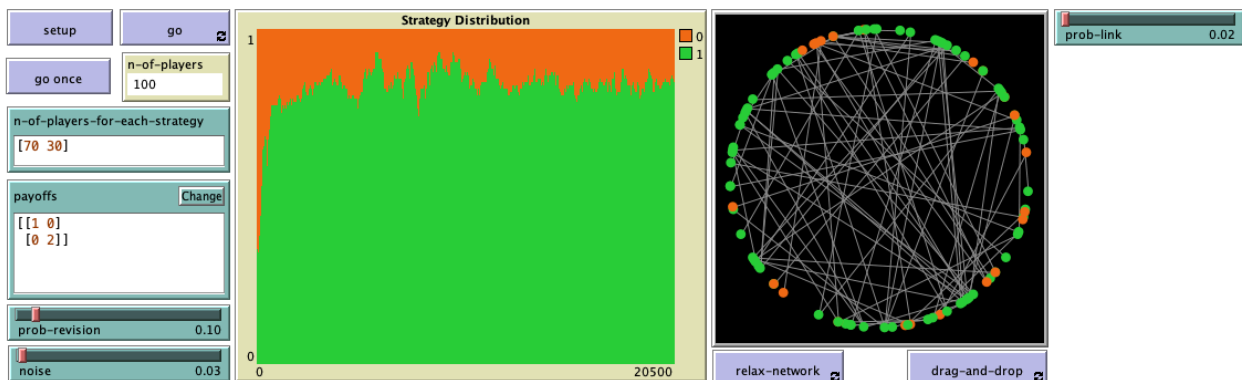 setup
go
go once
n-of-players
100
n-of-players-for-each-strategy
[70 30]
payoffs
Change
[[1 0]
[0 2]]
prob-revision 0.10
noise 0.03
Strategy Distribution
1
0
0
20500
0
1
relax-network
drag-and-drop
prob-link 0.02